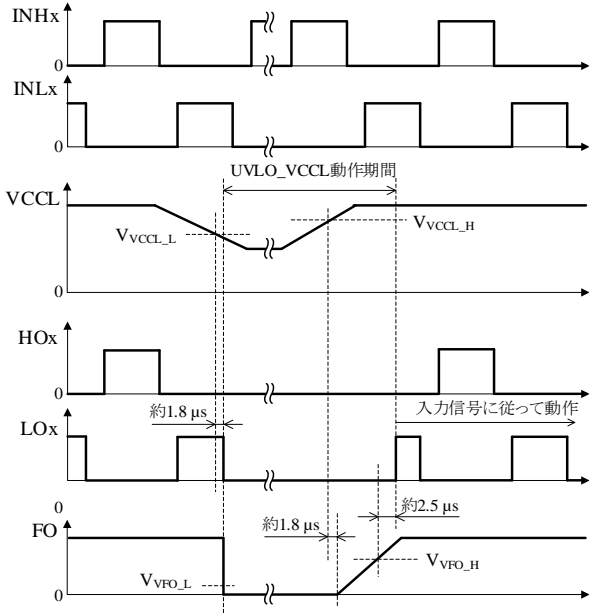 INHx
0
INLx
0
UVLO_VCCL動作期間
VCCL
VVCCL_L
VVCCL_H
0
HOx
0
約1.8 μs
入力信号に従って動作
LOx
0
約1.8 μs
約2.5 μs
FO
VVFO_L
VVFO_H
0